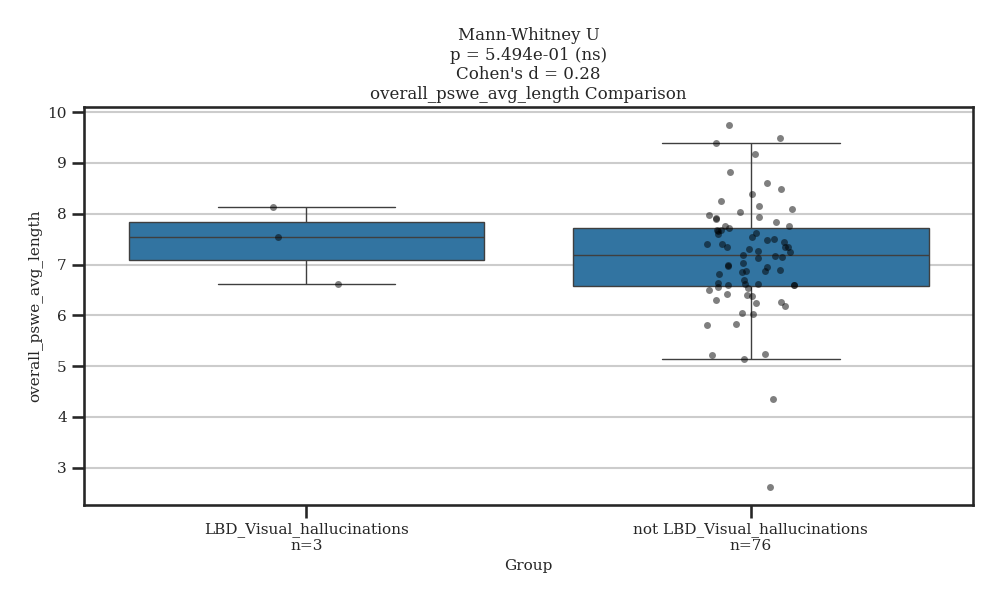 Mann-Whitney U
p = 5.494e-01 (ns)
Cohen's d = 0.28
overall_pswe_avg_length Comparison
10
9
8
7
6
5
4
3
overall_pswe_avg_length
LBD_Visual_hallucinations
n=3
not LBD_Visual_hallucinations
n=76
Group